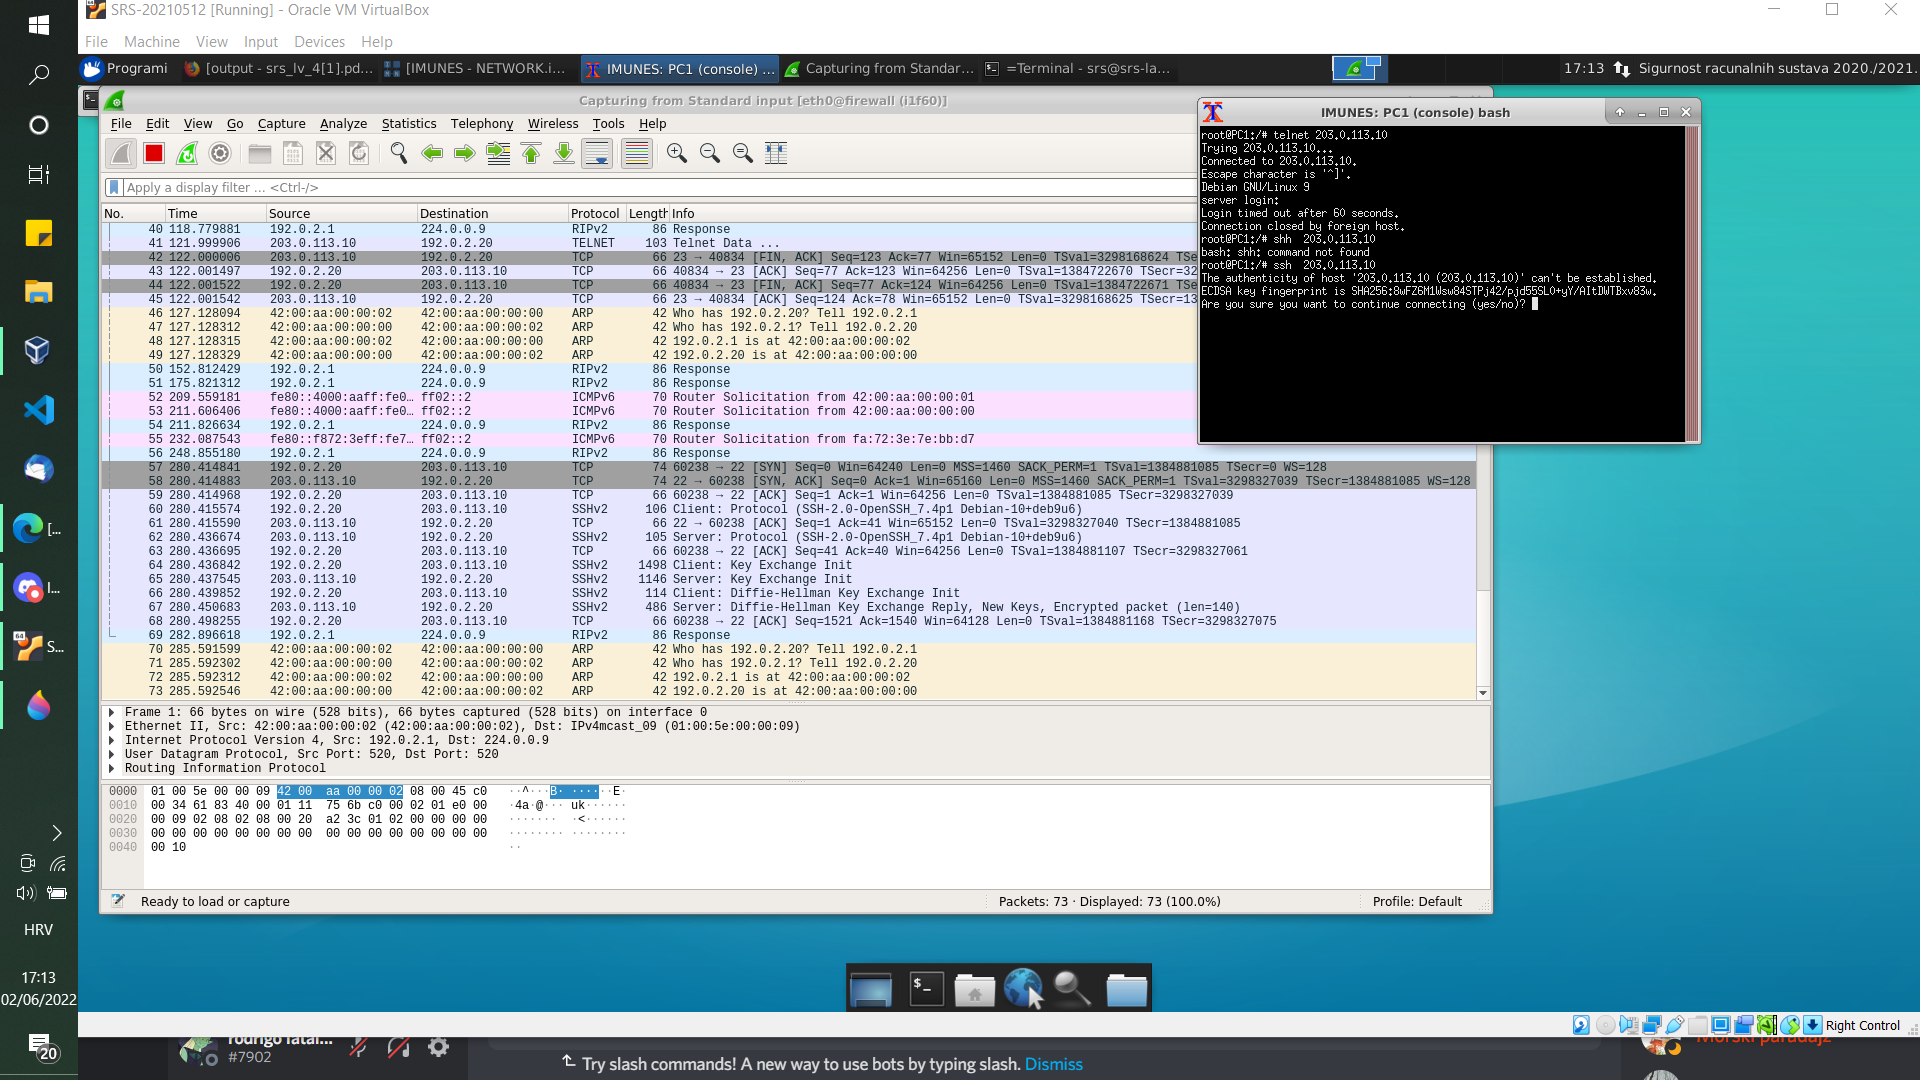 SRS-20210512 [Running] - Oracle VM VirtualBox
File Machine View Input Devices Help
Programi
[output - srs_lv_4[1].pd...
[IMUNES - NETWORK.i...
IMUNES: PC1 (console) ...
Capturing from Standar...
=Terminal - srs@srs-la...
17:13 Sigurnost racunalnih sustava 2020./2021.
Capturing from Standard input [eth0@firewall (i1f60)]
File Edit View Go Capture Analyze Statistics Telephony Wireless Tools Help
Apply a display filter ... <Ctrl-/>
No. Time Source Destination Protocol Length Info
40 118.779881 192.0.2.1 224.0.0.9 RIPv2 86 Response
41 121.999906 203.0.113.10 192.0.2.20 TELNET 103 Telnet Data ...
42 122.000006 203.0.113.10 192.0.2.20 TCP 66 23 → 40834 [FIN, ACK] Seq=123 Ack=77 Win=65152 Len=0 TSval=3298168624 TSe
43 122.001497 192.0.2.20 203.0.113.10 TCP 66 40834 → 23 [ACK] Seq=77 Ack=123 Win=64256 Len=0 TSval=1384722670 TSecr=32
44 122.001522 192.0.2.20 203.0.113.10 TCP 66 40834 → 23 [FIN, ACK] Seq=77 Ack=124 Win=64256 Len=0 TSval=1384722671 TSe
45 122.001542 203.0.113.10 192.0.2.20 TCP 66 23 → 40834 [ACK] Seq=124 Ack=78 Win=65152 Len=0 TSval=3298168625 TSecr=13
46 127.128094 42:00:aa:00:00:02 42:00:aa:00:00:00 ARP 42 Who has 192.0.2.20? Tell 192.0.2.1
47 127.128312 42:00:aa:00:00:00 42:00:aa:00:00:02 ARP 42 Who has 192.0.2.1? Tell 192.0.2.20
48 127.128315 42:00:aa:00:00:02 42:00:aa:00:00:00 ARP 42 192.0.2.1 is at 42:00:aa:00:00:02
49 127.128329 42:00:aa:00:00:00 42:00:aa:00:00:02 ARP 42 192.0.2.20 is at 42:00:aa:00:00:00
50 152.812429 192.0.2.1 224.0.0.9 RIPv2 86 Response
51 175.821312 192.0.2.1 224.0.0.9 RIPv2 86 Response
52 209.559181 fe80::4000:aaff:fe0... ff02::2 ICMPv6 70 Router Solicitation from 42:00:aa:00:00:01
53 211.606406 fe80::4000:aaff:fe0... ff02::2 ICMPv6 70 Router Solicitation from 42:00:aa:00:00:00
54 211.826634 192.0.2.1 224.0.0.9 RIPv2 86 Response
55 232.087543 fe80::f872:3eff:fe7... ff02::2 ICMPv6 70 Router Solicitation from fa:72:3e:7e:bb:d7
56 248.855180 192.0.2.1 224.0.0.9 RIPv2 86 Response
57 280.414841 192.0.2.20 203.0.113.10 TCP 74 60238 → 22 [SYN] Seq=0 Win=64240 Len=0 MSS=1460 SACK_PERM=1 TSval=1384881085 TSecr=0 WS=128
58 280.414883 203.0.113.10 192.0.2.20 TCP 74 22 → 60238 [SYN, ACK] Seq=0 Ack=1 Win=65160 Len=0 MSS=1460 SACK_PERM=1 TSval=3298327039 TSecr=1384881085 WS=128
59 280.414968 192.0.2.20 203.0.113.10 TCP 66 60238 → 22 [ACK] Seq=1 Ack=1 Win=64256 Len=0 TSval=1384881085 TSecr=3298327039
60 280.415574 192.0.2.20 203.0.113.10 SSHv2 106 Client: Protocol (SSH-2.0-OpenSSH_7.4p1 Debian-10+deb9u6)
61 280.415590 203.0.113.10 192.0.2.20 TCP 66 22 → 60238 [ACK] Seq=1 Ack=41 Win=65152 Len=0 TSval=3298327040 TSecr=1384881085
62 280.436674 203.0.113.10 192.0.2.20 SSHv2 105 Server: Protocol (SSH-2.0-OpenSSH_7.4p1 Debian-10+deb9u6)
63 280.436695 192.0.2.20 203.0.113.10 TCP 66 60238 → 22 [ACK] Seq=41 Ack=40 Win=64256 Len=0 TSval=1384881107 TSecr=3298327061
64 280.436842 192.0.2.20 203.0.113.10 SSHv2 1498 Client: Key Exchange Init
65 280.437545 203.0.113.10 192.0.2.20 SSHv2 1146 Server: Key Exchange Init
66 280.439852 192.0.2.20 203.0.113.10 SSHv2 114 Client: Diffie-Hellman Key Exchange Init
67 280.450683 203.0.113.10 192.0.2.20 SSHv2 486 Server: Diffie-Hellman Key Exchange Reply, New Keys, Encrypted packet (len=140)
68 280.498255 192.0.2.20 203.0.113.10 TCP 66 60238 → 22 [ACK] Seq=1521 Ack=1540 Win=64128 Len=0 TSval=1384881168 TSecr=3298327075
69 282.896618 192.0.2.1 224.0.0.9 RIPv2 86 Response
70 285.591599 42:00:aa:00:00:02 42:00:aa:00:00:00 ARP 42 Who has 192.0.2.20? Tell 192.0.2.1
71 285.592302 42:00:aa:00:00:00 42:00:aa:00:00:02 ARP 42 Who has 192.0.2.1? Tell 192.0.2.20
72 285.592312 42:00:aa:00:00:02 42:00:aa:00:00:00 ARP 42 192.0.2.1 is at 42:00:aa:00:00:02
73 285.592546 42:00:aa:00:00:00 42:00:aa:00:00:02 ARP 42 192.0.2.20 is at 42:00:aa:00:00:00
Frame 1: 66 bytes on wire (528 bits), 66 bytes captured (528 bits) on interface 0
Ethernet II, Src: 42:00:aa:00:00:02 (42:00:aa:00:00:02), Dst: IPv4mcast_09 (01:00:5e:00:00:09)
Internet Protocol Version 4, Src: 192.0.2.1, Dst: 224.0.0.9
User Datagram Protocol, Src Port: 520, Dst Port: 520
Routing Information Protocol
0000 01 00 5e 00 00 09 42 00 aa 00 00 02 08 00 45 c0 ··^···B· ······E·
0010 00 34 61 83 40 00 01 11 75 6b c0 00 02 01 e0 00 ·4a·@··· uk······
0020 00 09 02 08 02 08 00 20 a2 3c 01 02 00 00 00 00 ······· ·<······
0030 00 00 00 00 00 00 00 00 00 00 00 00 00 00 00 00 ········ ········
0040 00 10 ··
Ready to load or capture
Packets: 73 · Displayed: 73 (100.0%)
Profile: Default
IMUNES: PC1 (console) bash
root@PC1:/# telnet 203.0.113.10
Trying 203.0.113.10...
Connected to 203.0.113.10.
Escape character is '^]'.
Debian GNU/Linux 9
server login:
Login timed out after 60 seconds.
Connection closed by foreign host.
root@PC1:/# shh  203.0.113.10
bash: shh: command not found
root@PC1:/# ssh  203.0.113.10
The authenticity of host '203.0.113.10 (203.0.113.10)' can't be established.
ECDSA key fingerprint is SHA256:8wFZ6M1Wsw84STPj42/pjd55SL0+yY/AItDWTBxv83w.
Are you sure you want to continue connecting (yes/no)?
[...
I...
64
S...
HRV
17:13
02/06/2022
20
Right Control
rodrigo fatal...
#7902
Try slash commands! A new way to use bots by typing slash. Dismiss
Morski paradajz